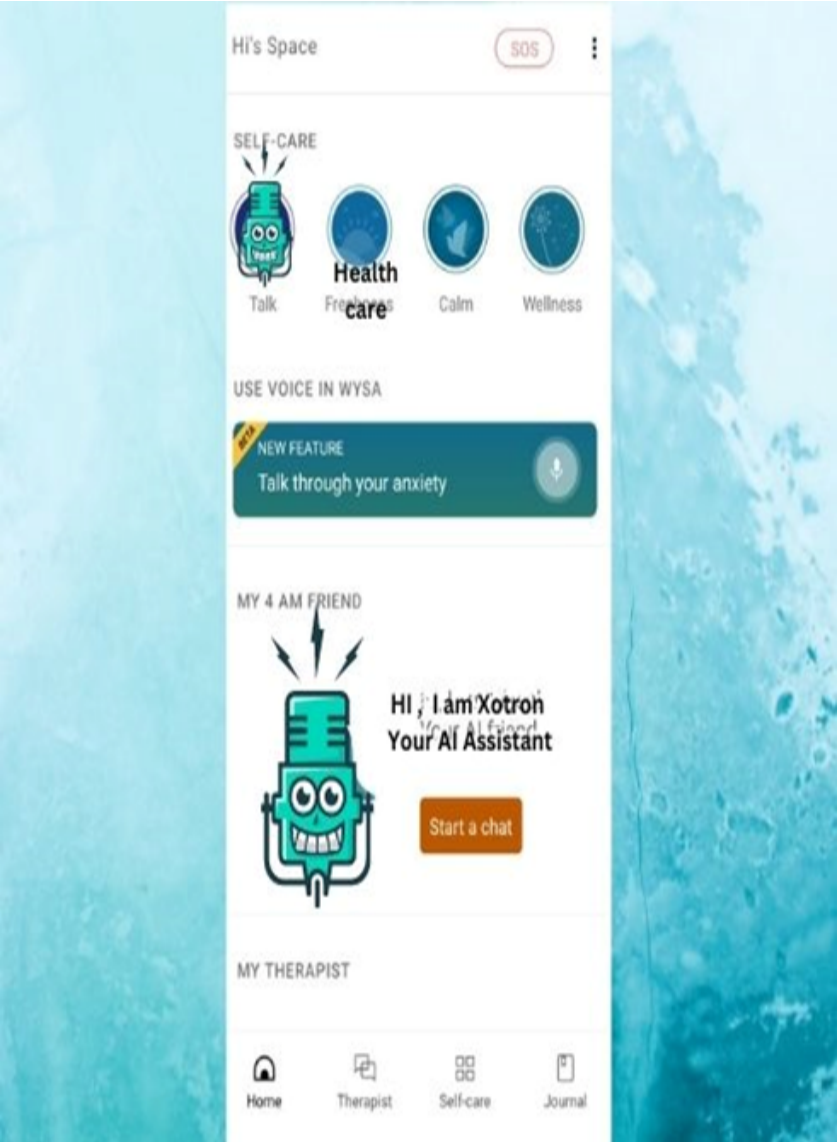 Hi's Space
SOS
SELF-CARE
Talk
Health
care
Calm
Wellness
USE VOICE IN WYSA
BETA
NEW FEATURE
Talk through your anxiety
MY 4 AM FRIEND
HI , I am Xotron
Your AI Assistant
Start a chat
MY THERAPIST
Home
Therapist
Self-care
Journal